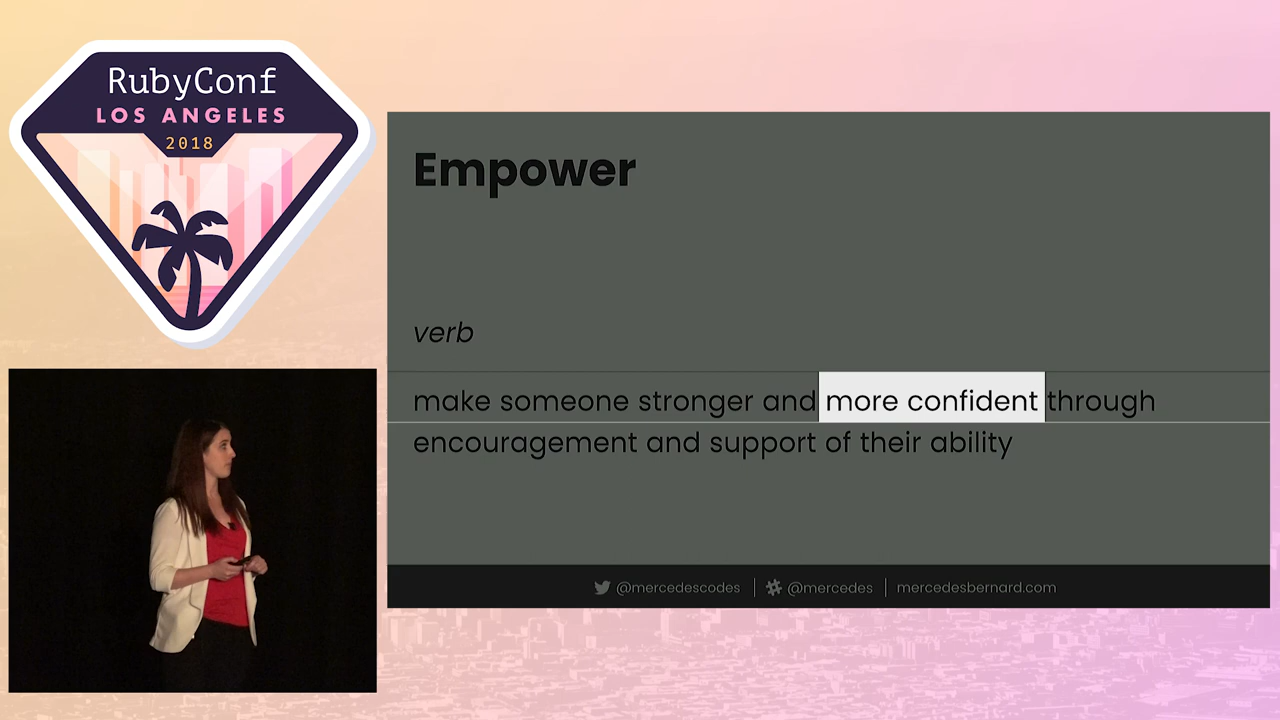 RubyConf
LOS ANGELES
2018
Empower
verb
make someone stronger and more confident through
encouragement and support of their ability
@mercedescodes | @mercedes | mercedesbernard.com